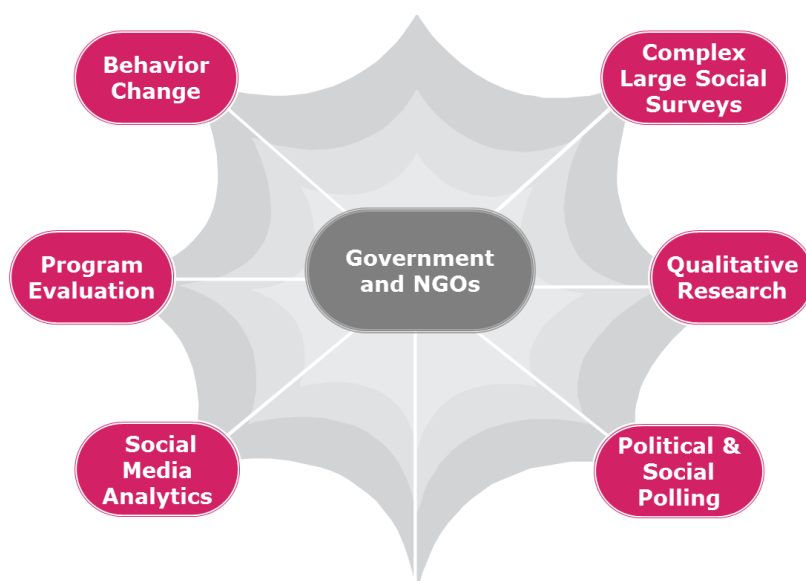 Behavior
Change
Complex
Large Social
Surveys
Government
and NGOs
Program
Evaluation
Qualitative
Research
Social
Media
Analytics
Political &
Social
Polling